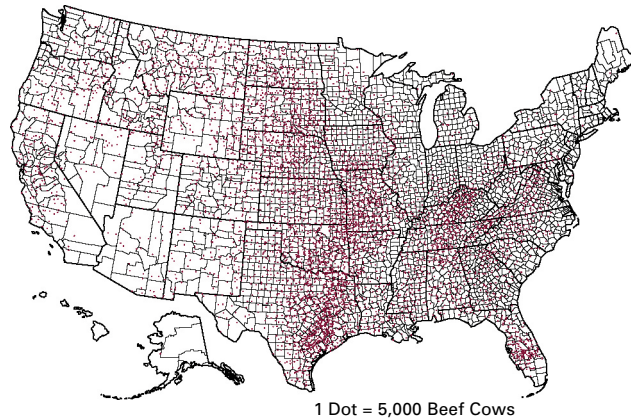 1 Dot = 5,000 Beef Cows